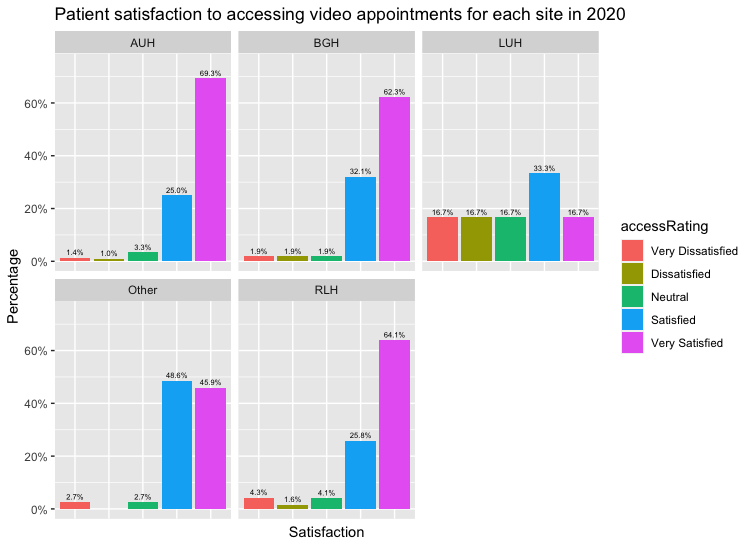 Patient satisfaction to accessing video appointments for each site in 2020
AUH
BGH
LUH
60%
40%
20%
0%
1.4%
1.0%
3.3%
25.0%
69.3%
1.9%
1.9%
1.9%
32.1%
62.3%
16.7%
16.7%
16.7%
33.3%
16.7%
Other
RLH
60%
40%
20%
0%
2.7%
2.7%
48.6%
45.9%
4.3%
1.6%
4.1%
25.8%
64.1%
Percentage
Satisfaction
accessRating
Very Dissatisfied
Dissatisfied
Neutral
Satisfied
Very Satisfied